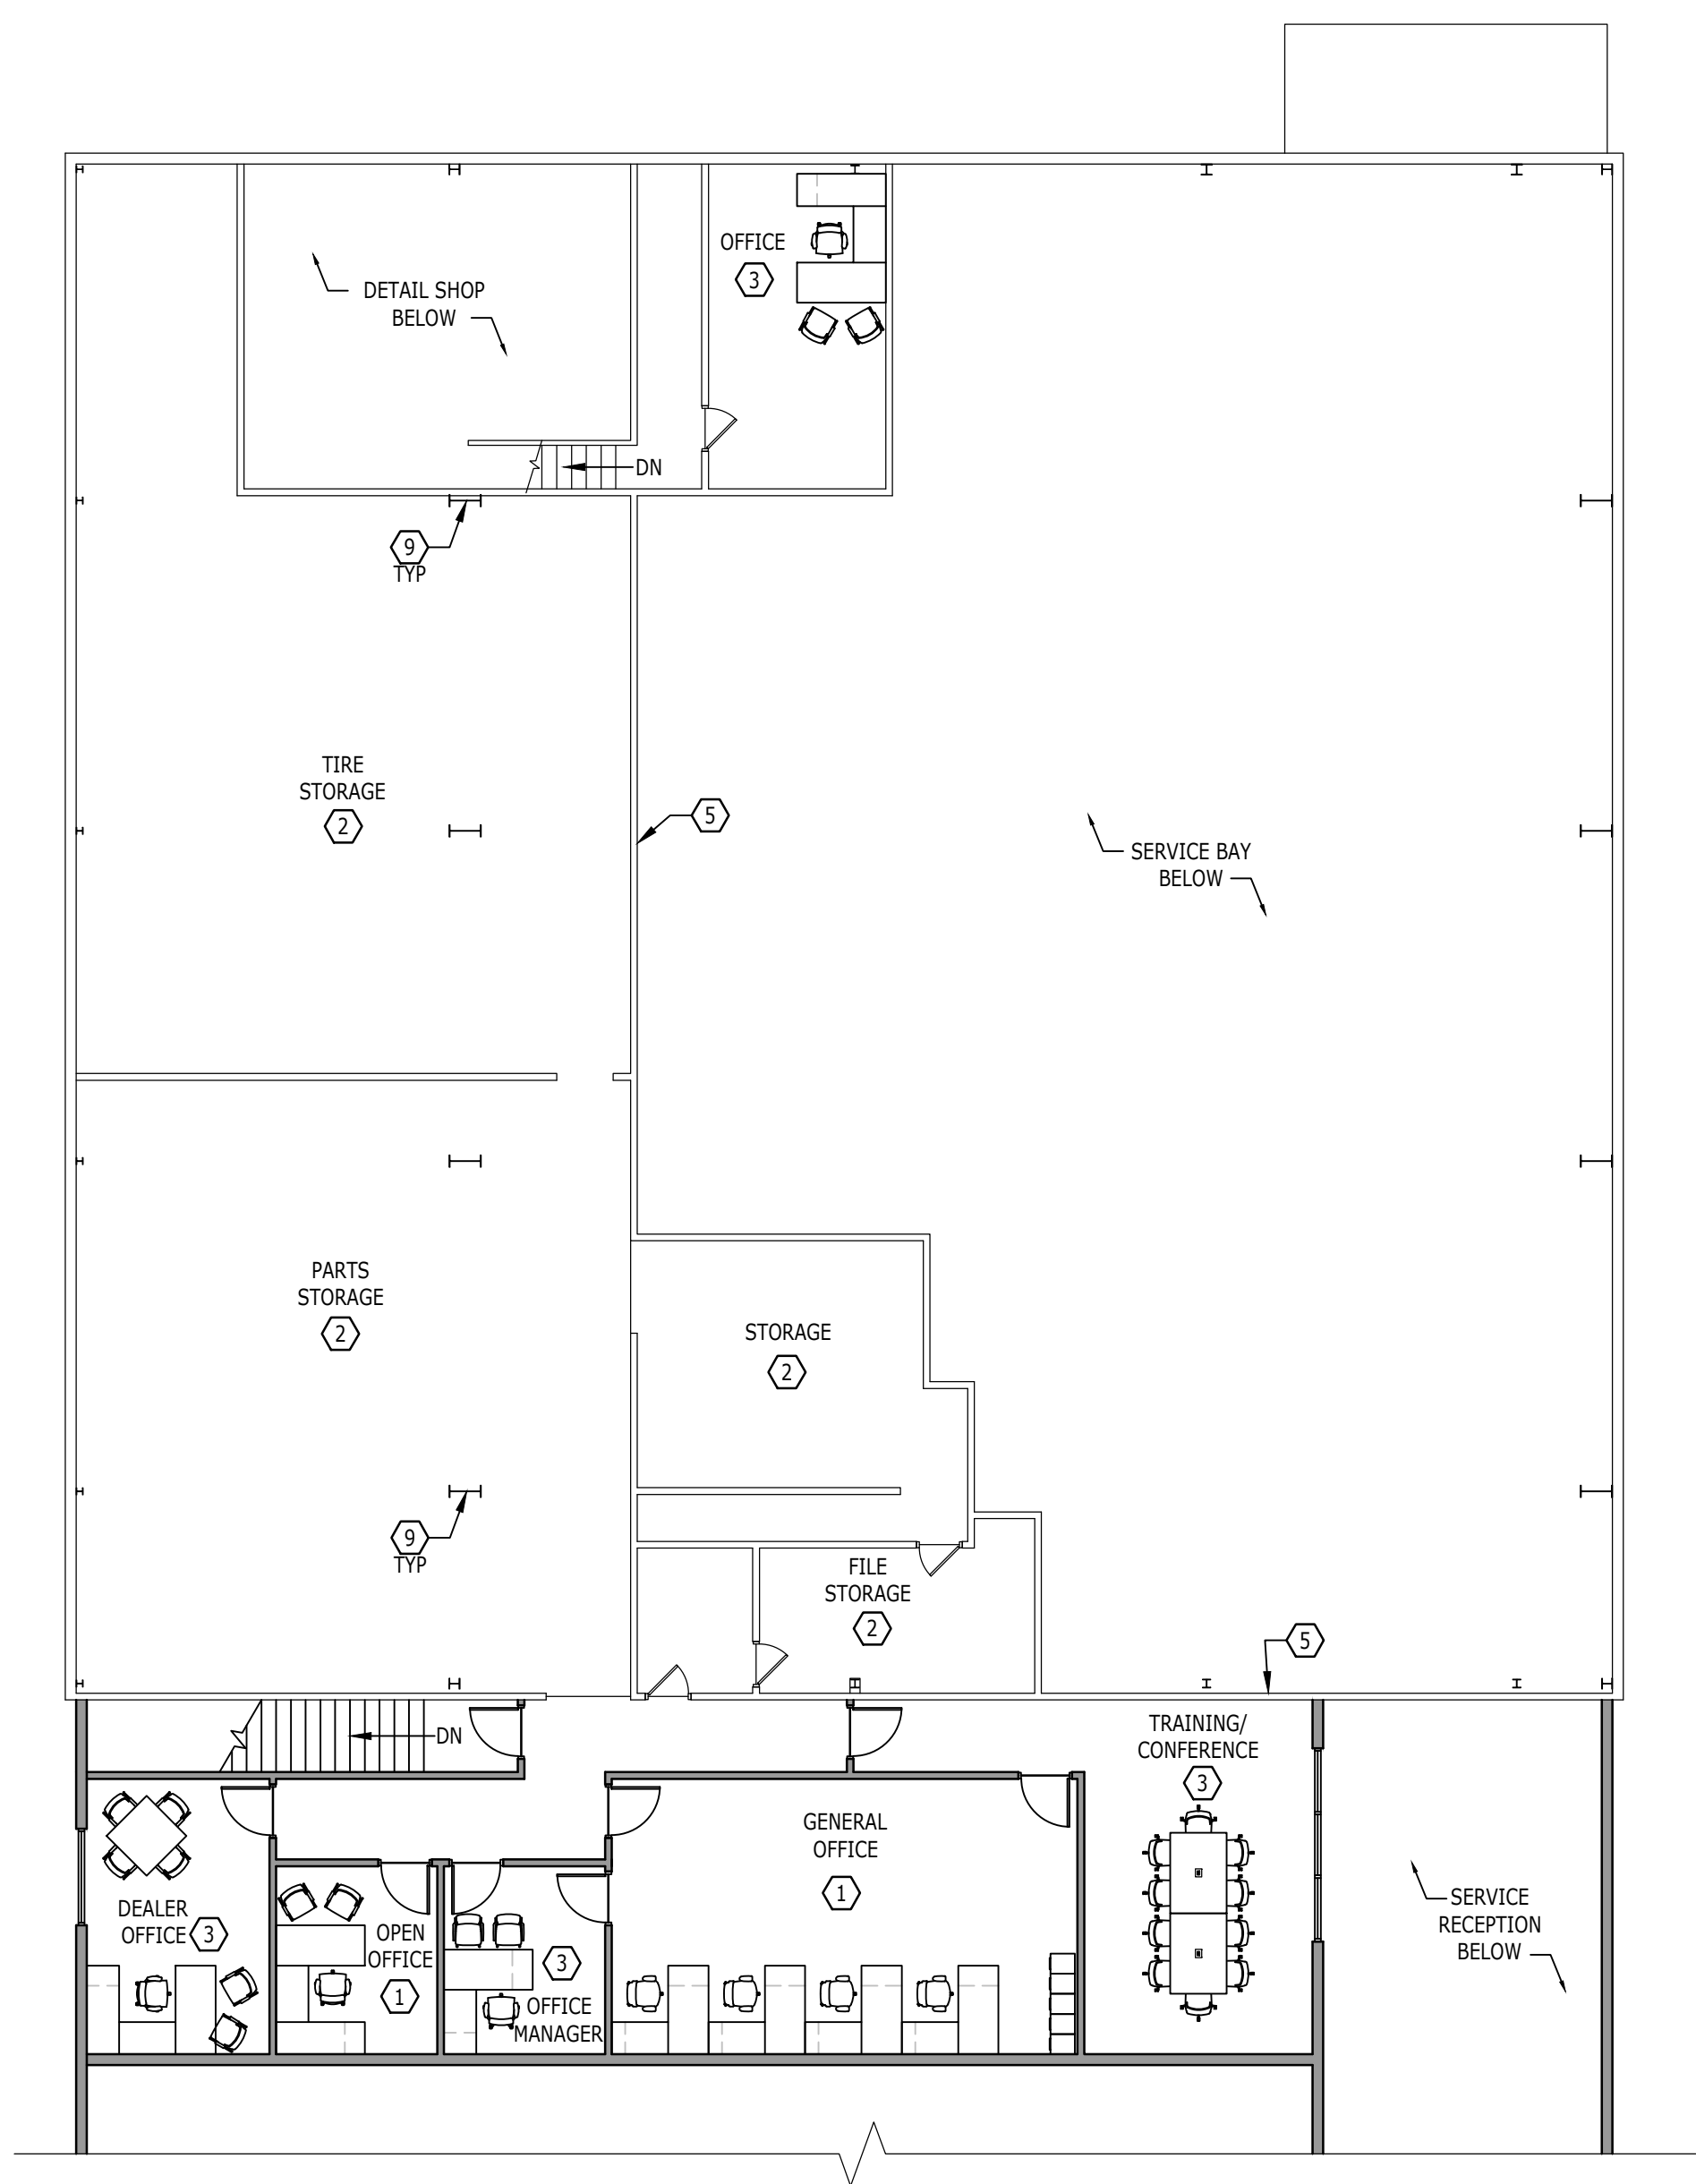 OFFICE
3
DETAIL SHOP
BELOW
DN
9
TYP
TIRE
STORAGE
2
5
SERVICE BAY
BELOW
PARTS
STORAGE
2
STORAGE
2
9
TYP
FILE
STORAGE
2
5
DN
TRAINING/
CONFERENCE
3
GENERAL
OFFICE
1
DEALER
OFFICE 3
OPEN
OFFICE
1
3
OFFICE
MANAGER
SERVICE
RECEPTION
BELOW